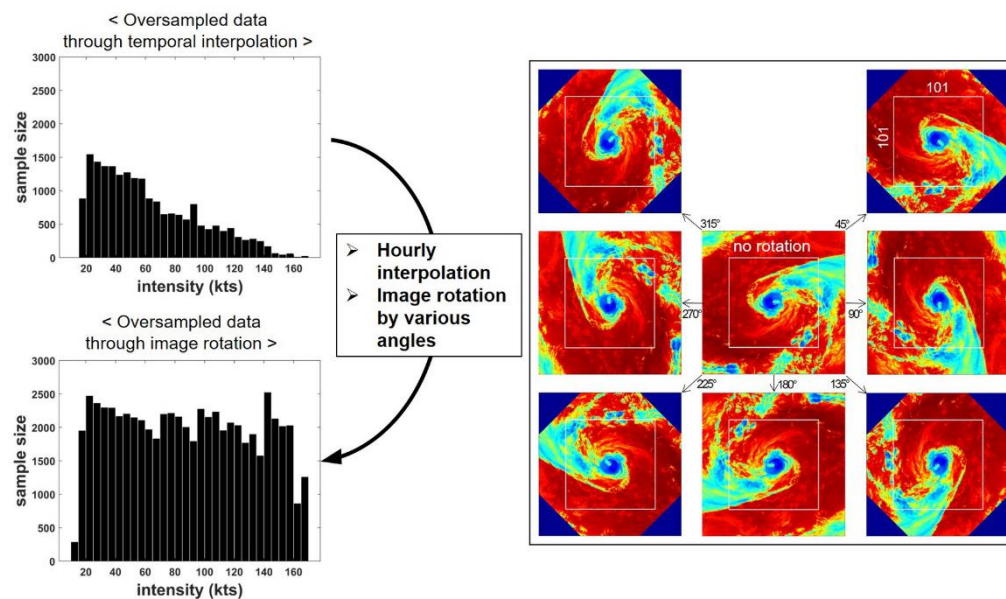 < Oversampled data
through temporal interpolation >
3000
2500
2000
1500
1000
500
0
sample size
20 40 60 80 100 120 140 160
intensity (kts)
< Oversampled data
through image rotation >
3000
2500
2000
1500
1000
500
0
sample size
20 40 60 80 100 120 140 160
intensity (kts)
➢ Hourly
interpolation
➢ Image rotation
by various
angles
101
101
315°
45°
no rotation
270°
90°
225°
180°
135°